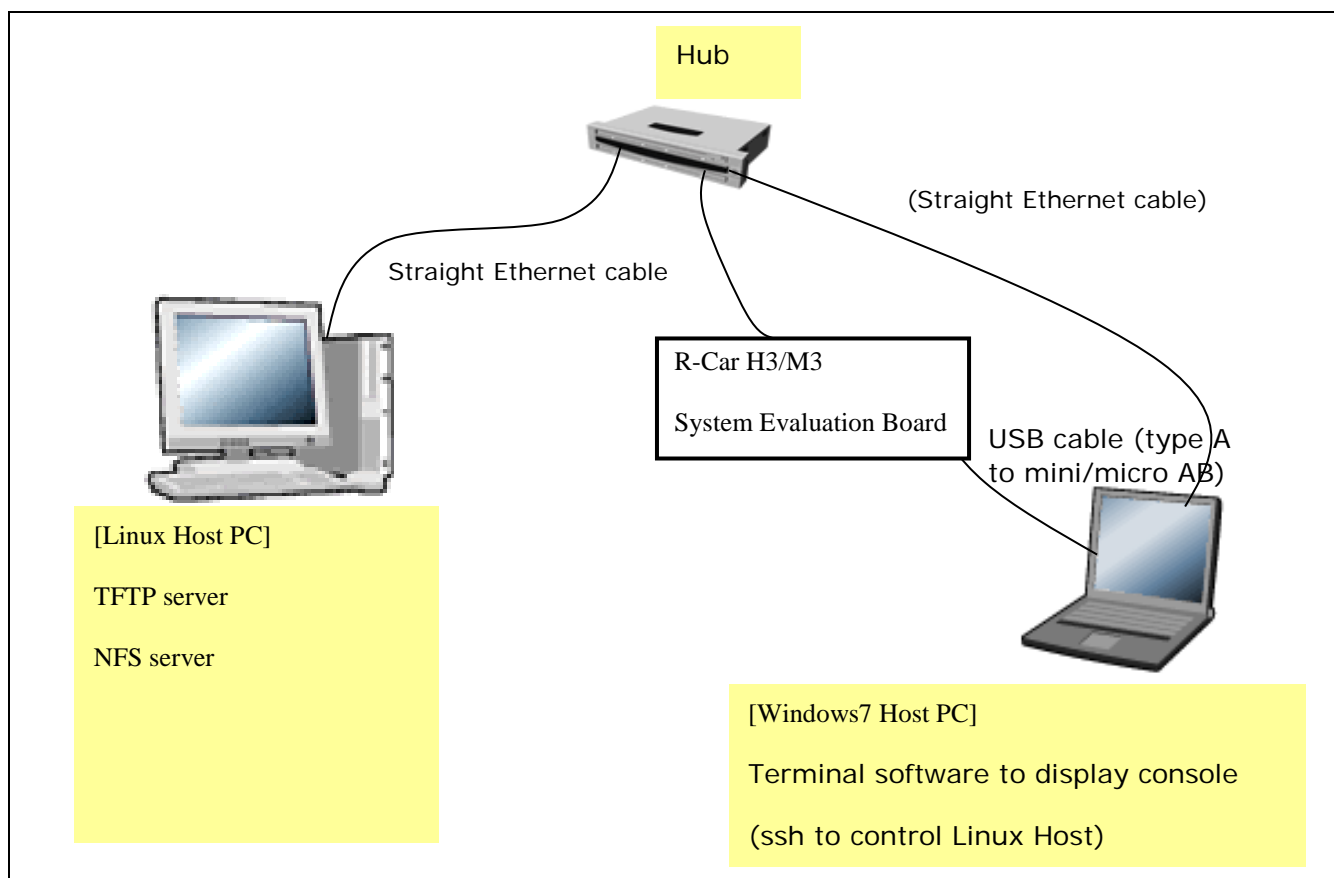 Hub
(Straight Ethernet cable)
Straight Ethernet cable
R-Car H3/M3
System Evaluation Board
USB cable (type A
to mini/micro AB)
[Linux Host PC]
TFTP server
NFS server
[Windows7 Host PC]
Terminal software to display console
(ssh to control Linux Host)